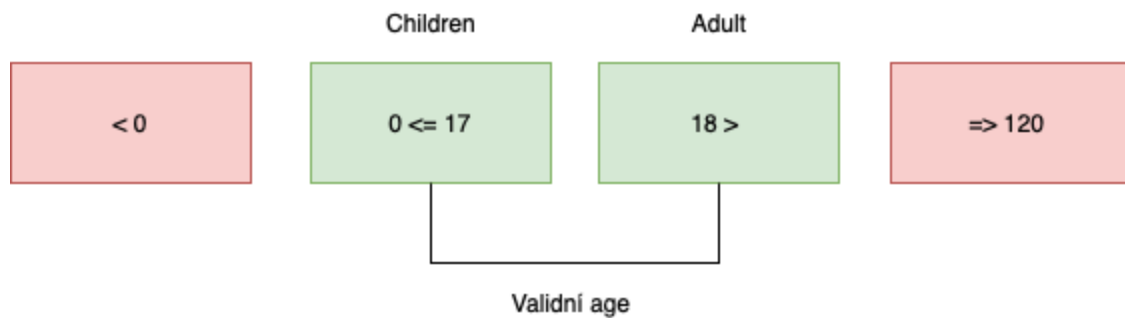 Children
Adult
< 0
0 <= 17
18 >
=> 120
Validní age